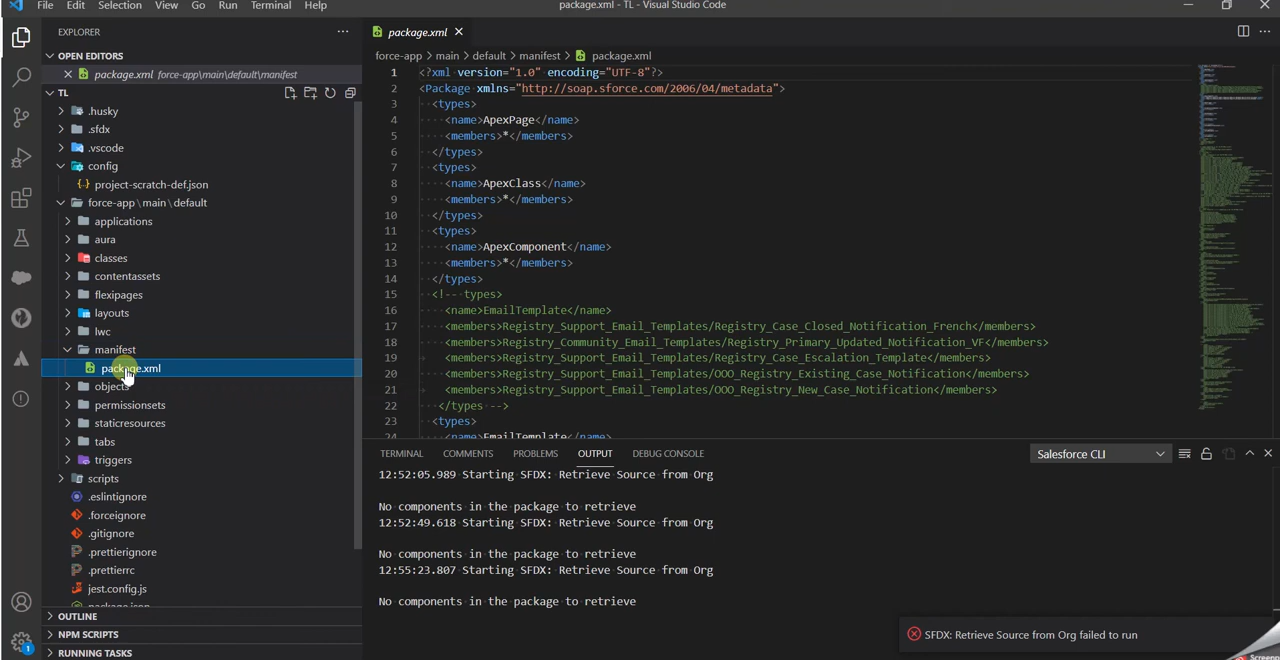 File Edit Selection View Go Run Terminal Help
package.xml - TL - Visual Studio Code
EXPLORER
OPEN EDITORS
package.xml force-app\main\default\manifest
TL
.husky
.sfdx
.vscode
config
project-scratch-def.json
force-app\main\default
applications
aura
classes
contentassets
flexipages
layouts
lwc
manifest
package.xml
objects
permissionsets
staticresources
tabs
triggers
scripts
.eslintignore
.forceignore
.gitignore
.prettierignore
.prettierrc
jest.config.js
package.json
OUTLINE
NPM SCRIPTS
RUNNING TASKS
1
package.xml
force-app > main > default > manifest > package.xml
1 <?xml version="1.0" encoding="UTF-8"?>
2 <Package xmlns="http://soap.sforce.com/2006/04/metadata">
3 <types>
4 <name>ApexPage</name>
5 <members>*</members>
6 </types>
7 <types>
8 <name>ApexClass</name>
9 <members>*</members>
10 </types>
11 <types>
12 <name>ApexComponent</name>
13 <members>*</members>
14 </types>
15 <!-- types>
16 <name>EmailTemplate</name>
17 <members>Registry_Support_Email_Templates/Registry_Case_Closed_Notification_French</members>
18 <members>Registry_Community_Email_Templates/Registry_Primary_Updated_Notification_VF</members>
19 <members>Registry_Support_Email_Templates/Registry_Case_Escalation_Template</members>
20 <members>Registry_Support_Email_Templates/OOO_Registry_Existing_Case_Notification</members>
21 <members>Registry_Support_Email_Templates/OOO_Registry_New_Case_Notification</members>
22 </types -->
23 <types>
24 <name>EmailTemplate</name>
TERMINAL COMMENTS PROBLEMS OUTPUT DEBUG CONSOLE
Salesforce CLI
12:52:05.989 Starting SFDX: Retrieve Source from Org
No components in the package to retrieve
12:52:49.618 Starting SFDX: Retrieve Source from Org
No components in the package to retrieve
12:55:23.807 Starting SFDX: Retrieve Source from Org
No components in the package to retrieve
SFDX: Retrieve Source from Org failed to run